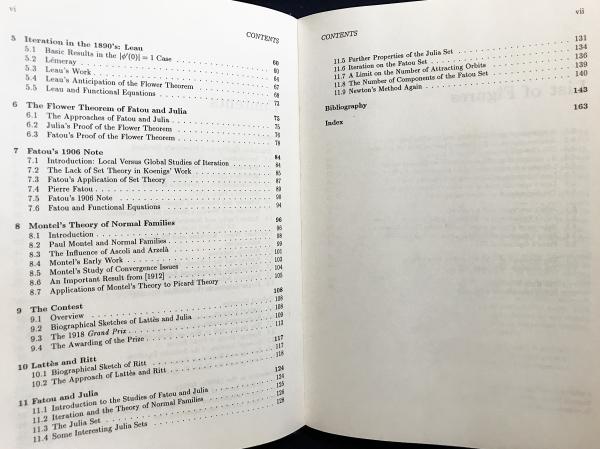 vi
CONTENTS
5 Iteration in the 1890's: Leau 60
5.1 Basic Results in the |φ′(0)| = 1 Case 60
5.2 Lémeray 64
5.3 Leau's Work 67
5.4 Leau's Anticipation of the Flower Theorem 68
5.5 Leau and Functional Equations 72
6 The Flower Theorem of Fatou and Julia 73
6.1 The Approaches of Fatou and Julia 75
6.2 Julia's Proof of the Flower Theorem 76
6.3 Fatou's Proof of the Flower Theorem 78
7 Fatou's 1906 Note 84
7.1 Introduction: Local Versus Global Studies of Iteration 84
7.2 The Lack of Set Theory in Koenigs' Work 85
7.3 Fatou's Application of Set Theory 87
7.4 Pierre Fatou 89
7.5 Fatou's 1906 Note 90
7.6 Fatou and Functional Equations 94
8 Montel's Theory of Normal Families 96
8.1 Introduction 96
8.2 Paul Montel and Normal Families 98
8.3 The Influence of Ascoli and Arzelà 99
8.4 Montel's Early Work 101
8.5 Montel's Study of Convergence Issues 103
8.6 An Important Result from [1912] 104
8.7 Applications of Montel's Theory to Picard Theory 105
9 The Contest 108
9.1 Overview 108
9.2 Biographical Sketches of Lattès and Julia 108
9.3 The 1918 Grand Prix 109
9.4 The Awarding of the Prize 113
10 Lattès and Ritt 117
10.1 Biographical Sketch of Ritt 117
10.2 The Approach of Lattès and Ritt 118
11 Fatou and Julia 124
11.1 Introduction to the Studies of Fatou and Julia 124
11.2 Iteration and the Theory of Normal Families 125
11.3 The Julia Set 126
11.4 Some Interesting Julia Sets 128
CONTENTS
vii
11.5 Further Properties of the Julia Set 131
11.6 Iteration on the Fatou Set 134
11.7 A Limit on the Number of Attracting Orbits 136
11.8 The Number of Components of the Fatou Set 139
11.9 Newton's Method Again 140
Bibliography 143
Index 163
List of Figures